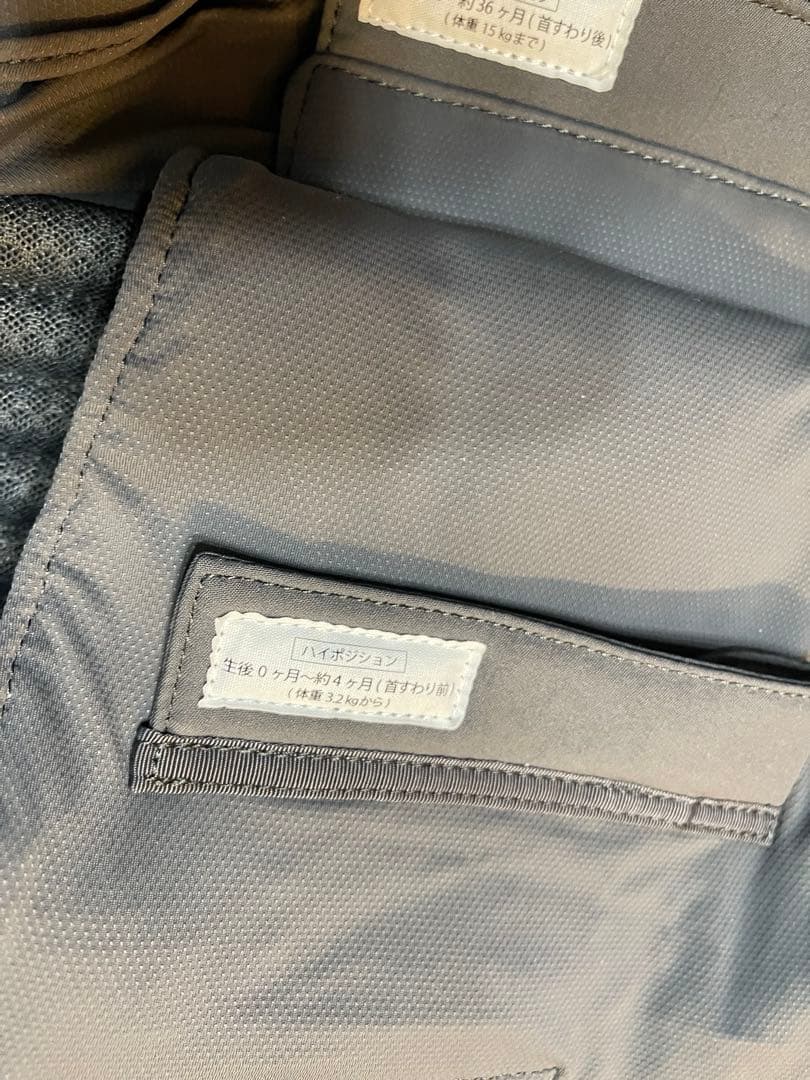 約36ヶ月(首すわり後)
(体重15kgまで)
ハイポジション
生後0ヶ月～約4ヶ月(首すわり前)
(体重3.2kgから)